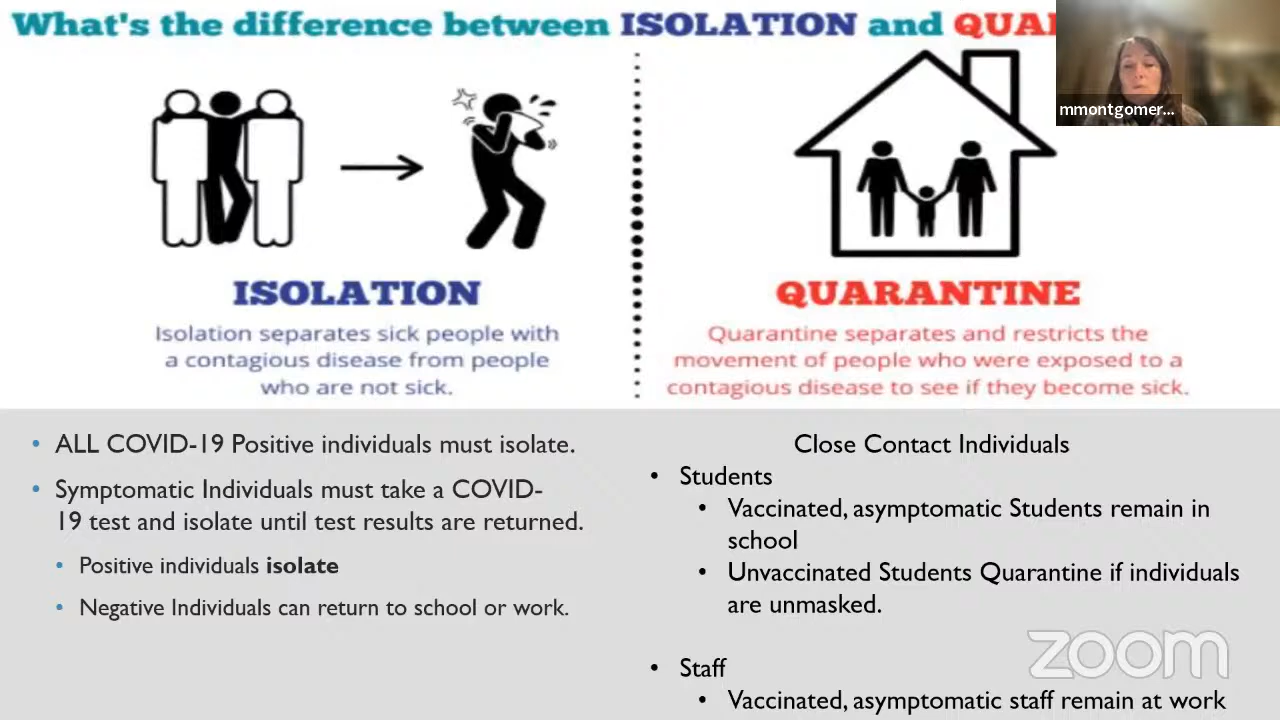 What's the difference between ISOLATION and QUA
mmontgomer...
ISOLATION
Isolation separates sick people with
a contagious disease from people
who are not sick.
QUARANTINE
Quarantine separates and restricts the
movement of people who were exposed to a
contagious disease to see if they become sick.
• ALL COVID-19 Positive individuals must isolate.
• Symptomatic Individuals must take a COVID-
19 test and isolate until test results are returned.
• Positive individuals isolate
• Negative Individuals can return to school or work.
Close Contact Individuals
• Students
• Vaccinated, asymptomatic Students remain in
school
• Unvaccinated Students Quarantine if individuals
are unmasked.
• Staff
• Vaccinated, asymptomatic staff remain at work
zoom